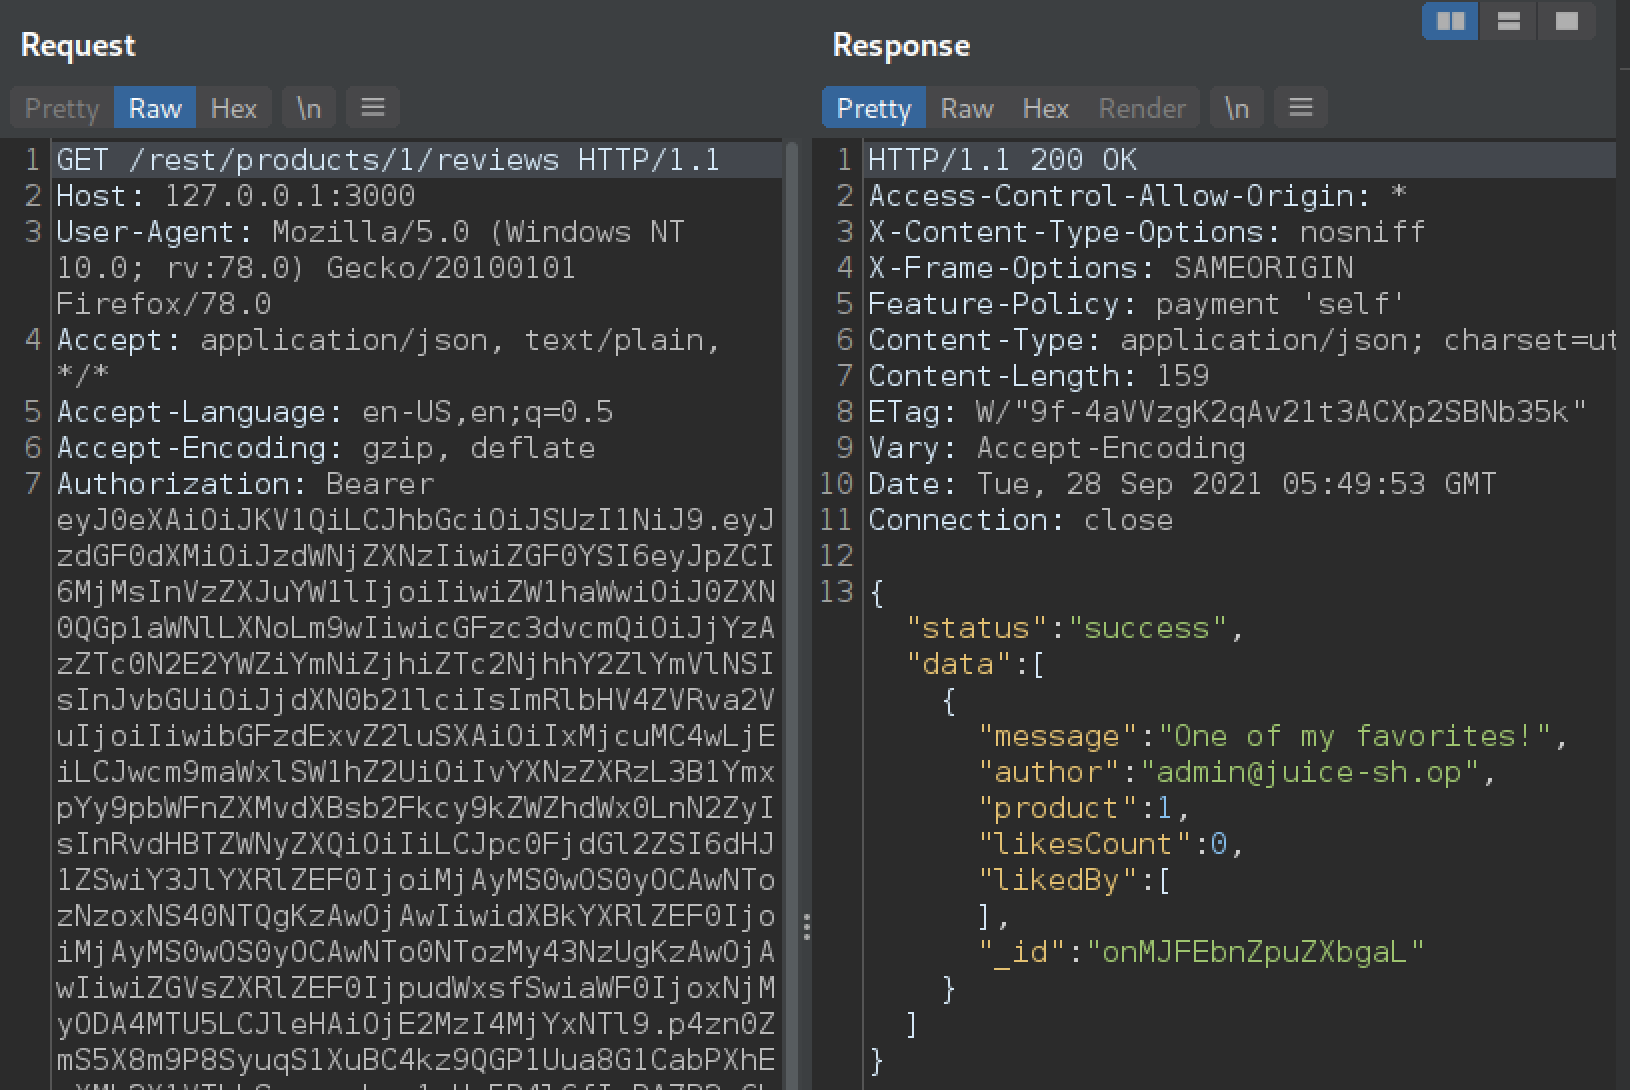 Request
Pretty Raw Hex \n
1 GET /rest/products/1/reviews HTTP/1.1
2 Host: 127.0.0.1:3000
3 User-Agent: Mozilla/5.0 (Windows NT
10.0; rv:78.0) Gecko/20100101
Firefox/78.0
4 Accept: application/json, text/plain,
*/*
5 Accept-Language: en-US,en;q=0.5
6 Accept-Encoding: gzip, deflate
7 Authorization: Bearer
eyJ0eXAiOiJKV1QiLCJhbGciOiJSUzI1NiJ9.eyJ
zdGF0dXMiOiJzdWNjZXNzIiwiZGF0YSI6eyJpZCI
6MjMsInVzZXJuYW1lIjoiIiwiZW1haWwiOiJ0ZXN
0QGp1aWNlLXNoLm9wIiwicGFzc3dvcmQiOiJjYzA
zZTc0N2E2YWZiYmNiZjhiZTc2NjhhY2ZlYmVlNSI
sInJvbGUiOiJjdXN0b21lciIsImRlbHV4ZVRva2V
uIjoiIiwibGFzdExvZ2luSXAiOiIxMjcuMC4wLjE
iLCJwcm9maWxlSW1hZ2UiOiIvYXNzZXRzL3B1Ymx
pYy9pbWFnZXMvdXBsb2Fkcy9kZWZhdWx0LnN2ZyI
sInRvdHBTZWNyZXQiOiIiLCJpc0FjdGl2ZSI6dHJ
1ZSwiY3JlYXRlZEF0IjoiMjAyMS0wOS0yOCAwNTo
zNzoxNS40NTQgKzAwOjAwIiwidXBkYXRlZEF0Ijo
iMjAyMS0wOS0yOCAwNTo0NTozMy43NzUgKzAwOjA
wIiwiZGVsZXRlZEF0IjpudWxsfSwiaWF0IjoxNjM
yODA4MTU5LCJleHAiOjE2MzI4MjYxNTl9.p4zn0Z
mS5X8m9P8SyuqS1XuBC4kz9QGP1Uua8G1CabPXhE
Response
Pretty Raw Hex Render \n
1 HTTP/1.1 200 OK
2 Access-Control-Allow-Origin: *
3 X-Content-Type-Options: nosniff
4 X-Frame-Options: SAMEORIGIN
5 Feature-Policy: payment 'self'
6 Content-Type: application/json; charset=ut
7 Content-Length: 159
8 ETag: W/"9f-4aVVzgK2qAv21t3ACXp2SBNb35k"
9 Vary: Accept-Encoding
10 Date: Tue, 28 Sep 2021 05:49:53 GMT
11 Connection: close
12
13 {
"status":"success",
"data":[
{
"message":"One of my favorites!",
"author":"admin@juice-sh.op",
"product":1,
"likesCount":0,
"likedBy":[
],
"_id":"onMJFEbnZpuZXbgaL"
}
]
}